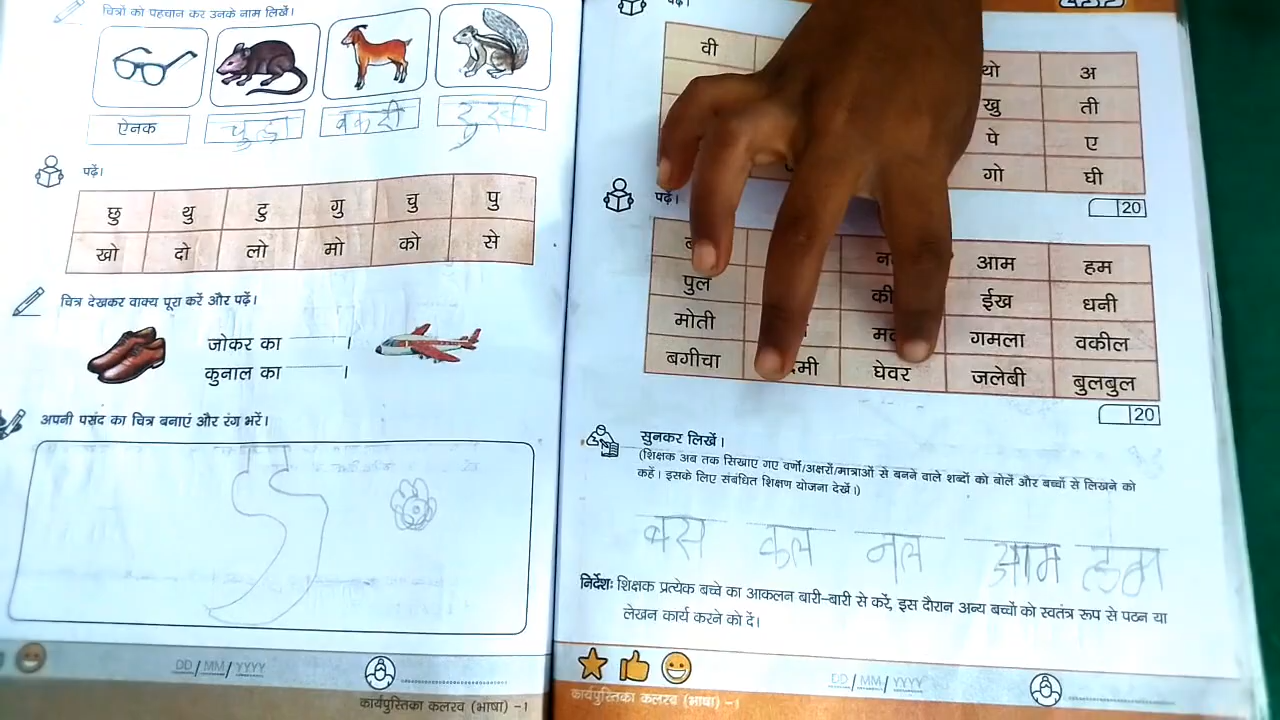 चित्रों को पहचान कर उनके नाम लिखें।
ऐनक चुहा बकरी
पढ़ें।
छु थु टु गु चु पु
खो दो लो मो को से
चित्र देखकर वाक्य पूरा करें और पढ़ें।
जोकर का ______।
कुनाल का ______।
अपनी पसंद का चित्र बनाएं और रंग भरें।
DD / MM / YYYY
कार्यपुस्तिका कलरव (भाषा) -1
वी थो अ
खु ती
पे ए
गो घी
20
पढ़ें।
आम हम
पुल ईख धनी
मोती गमला वकील
बगीचा घेवर जलेबी बुलबुल
20
सुनकर लिखें।
(शिक्षक अब तक सिखाए गए वर्णों/अक्षरों/मात्राओं से बनने वाले शब्दों को बोलें और बच्चों से लिखने को
कहें। इसके लिए संबंधित शिक्षण योजना देखें।)
बस कल नल आम हम
निर्देशः शिक्षक प्रत्येक बच्चे का आकलन बारी-बारी से करें, इस दौरान अन्य बच्चों को स्वतंत्र रूप से पठन या
लेखन कार्य करने को दें।
DD / MM / YYYY
कार्यपुस्तिका कलरव (भाषा) -1